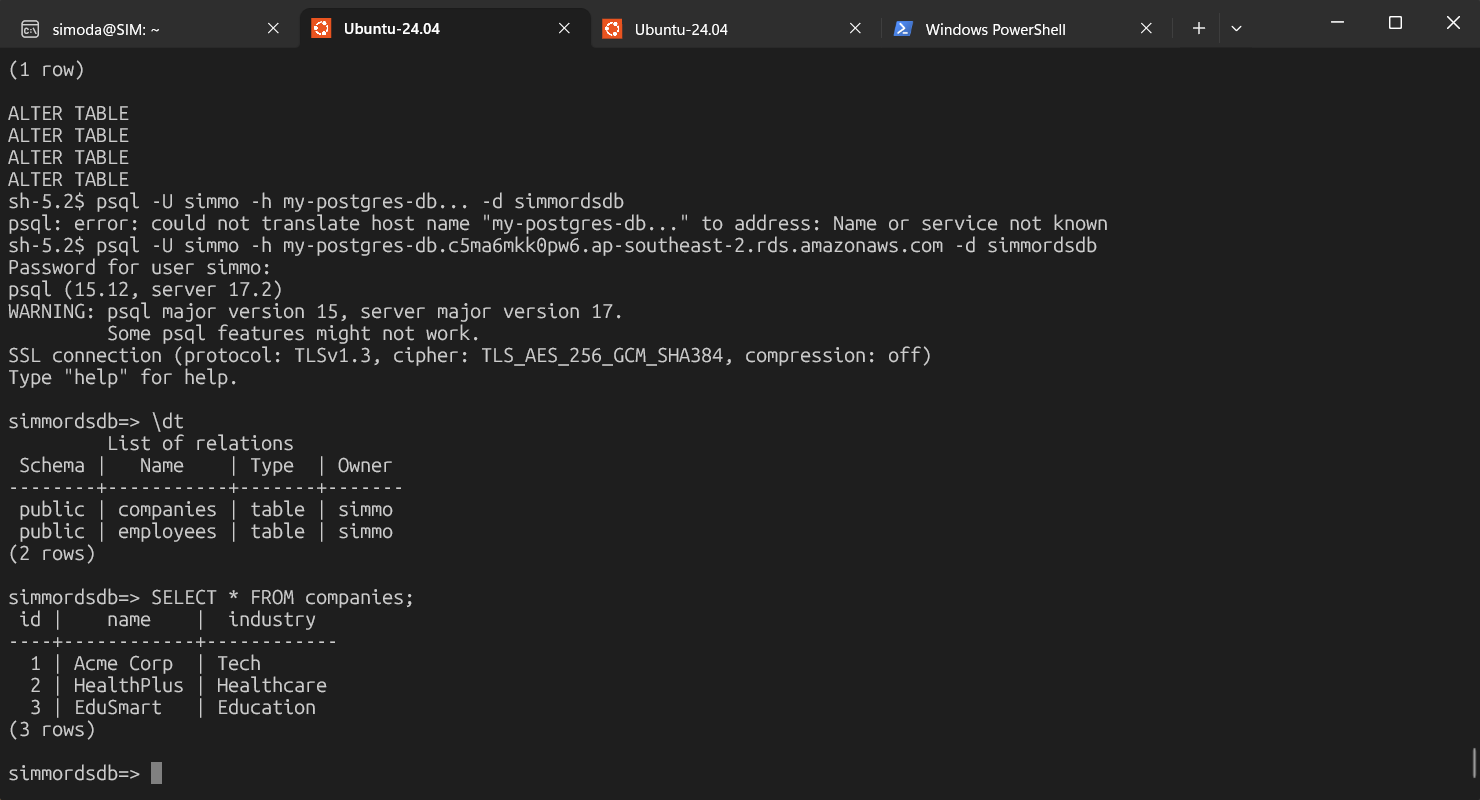 simoda@SIM: ~
Ubuntu-24.04
Ubuntu-24.04
Windows PowerShell
(1 row)
ALTER TABLE
ALTER TABLE
ALTER TABLE
ALTER TABLE
sh-5.2$ psql -U simmo -h my-postgres-db... -d simmordsdb
psql: error: could not translate host name "my-postgres-db..." to address: Name or service not known
sh-5.2$ psql -U simmo -h my-postgres-db.c5ma6mkk0pw6.ap-southeast-2.rds.amazonaws.com -d simmordsdb
Password for user simmo:
psql (15.12, server 17.2)
WARNING: psql major version 15, server major version 17.
         Some psql features might not work.
SSL connection (protocol: TLSv1.3, cipher: TLS_AES_256_GCM_SHA384, compression: off)
Type "help" for help.
simmordsdb=> \dt
         List of relations
 Schema |   Name    | Type  | Owner
--------+-----------+-------+-------
 public | companies | table | simmo
 public | employees | table | simmo
(2 rows)
simmordsdb=> SELECT * FROM companies;
 id |    name    |  industry
----+------------+------------
  1 | Acme Corp  | Tech
  2 | HealthPlus | Healthcare
  3 | EduSmart   | Education
(3 rows)
simmordsdb=>